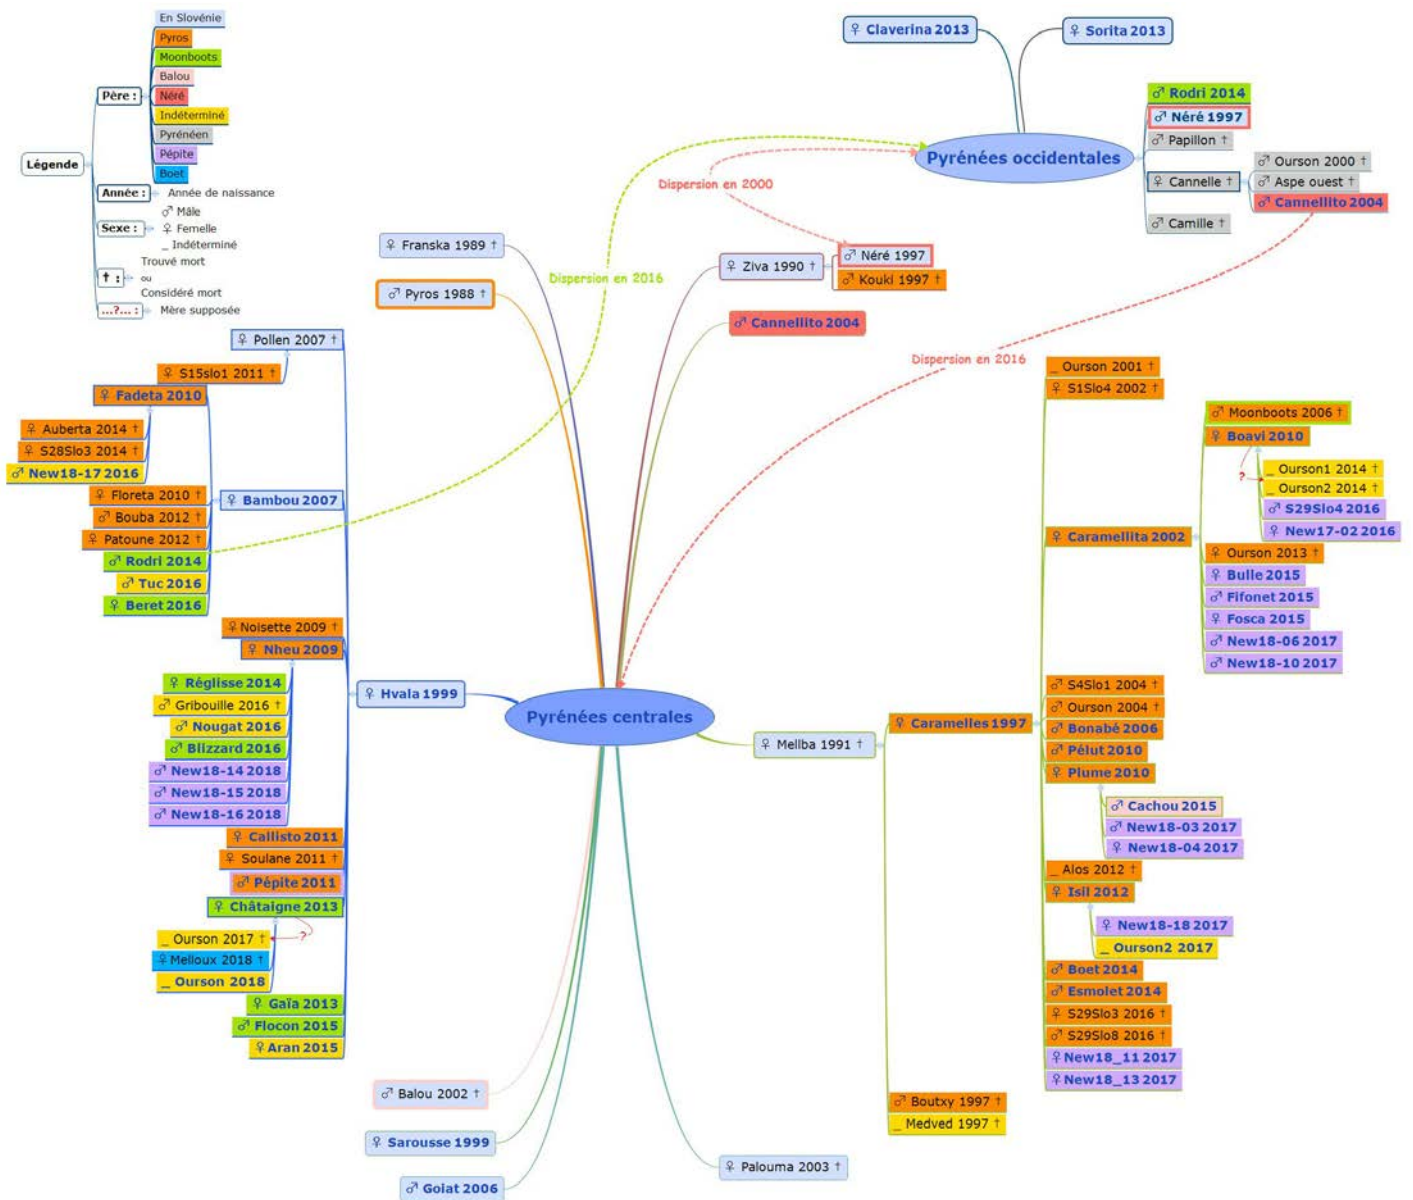 Légende
Père :
En Slovénie
Pyros
Moonboots
Balou
Néré
Indéterminé
Pyrénéen
Pépite
Boet
Année :
Année de naissance
Sexe :
♂ Mâle
♀ Femelle
_ Indéterminé
† :
Trouvé mort
ou
Considéré mort
...?... :
Mère supposée
♀ Claverina 2013
♀ Sorita 2013
Pyrénées occidentales
♂ Rodri 2014
♂ Néré 1997
♂ Papillon †
♀ Cannelle †
♂ Ourson 2000 †
♂ Aspe ouest †
♂ Cannellito 2004
♂ Camille †
Dispersion en 2000
Dispersion en 2016
Dispersion en 2016
♀ Franska 1989 †
♂ Pyros 1988 †
♀ Ziva 1990 †
♂ Néré 1997
♂ Kouki 1997 †
♂ Cannellito 2004
Pyrénées centrales
♀ Hvala 1999
♀ Pollen 2007 †
♀ S15slo1 2011 †
♀ Bambou 2007
♀ Fadeta 2010
♀ Auberta 2014 †
♀ S28Slo3 2014 †
♂ New18-17 2016
♀ Floreta 2010 †
♂ Bouba 2012 †
♀ Patoune 2012 †
♂ Rodri 2014
♂ Tuc 2016
♀ Beret 2016
♀ Noisette 2009 †
♀ Nheu 2009
♀ Réglisse 2014
♂ Gribouille 2016 †
♂ Nougat 2016
♂ Blizzard 2016
♂ New18-14 2018
♂ New18-15 2018
♂ New18-16 2018
♀ Callisto 2011
♀ Soulane 2011 †
♂ Pépite 2011
♀ Châtaigne 2013
_ Ourson 2017 †
?
♀ Melloux 2018 †
_ Ourson 2018
♀ Gaïa 2013
♂ Flocon 2015
♀ Aran 2015
♂ Balou 2002 †
♀ Sarousse 1999
♂ Goiat 2006
♀ Palouma 2003 †
♀ Mellba 1991 †
♀ Caramelles 1997
_ Ourson 2001 †
♀ S1Slo4 2002 †
♀ Caramellita 2002
♂ Moonboots 2006 †
♀ Boavi 2010
?
_ Ourson1 2014 †
_ Ourson2 2014 †
♂ S29Slo4 2016
♀ New17-02 2016
♀ Ourson 2013 †
♀ Bulle 2015
♂ Fifonet 2015
♀ Fosca 2015
♂ New18-06 2017
♂ New18-10 2017
♂ S4Slo1 2004 †
♂ Ourson 2004 †
♂ Bonabé 2006
♂ Pélut 2010
♀ Plume 2010
♂ Cachou 2015
♂ New18-03 2017
♀ New18-04 2017
_ Alos 2012 †
♀ Isil 2012
♀ New18-18 2017
_ Ourson2 2017
♂ Boet 2014
♂ Esmolet 2014
♀ S29Slo3 2016 †
♂ S29Slo8 2016 †
♀ New18_11 2017
♀ New18_13 2017
♂ Boutxy 1997 †
_ Medved 1997 †